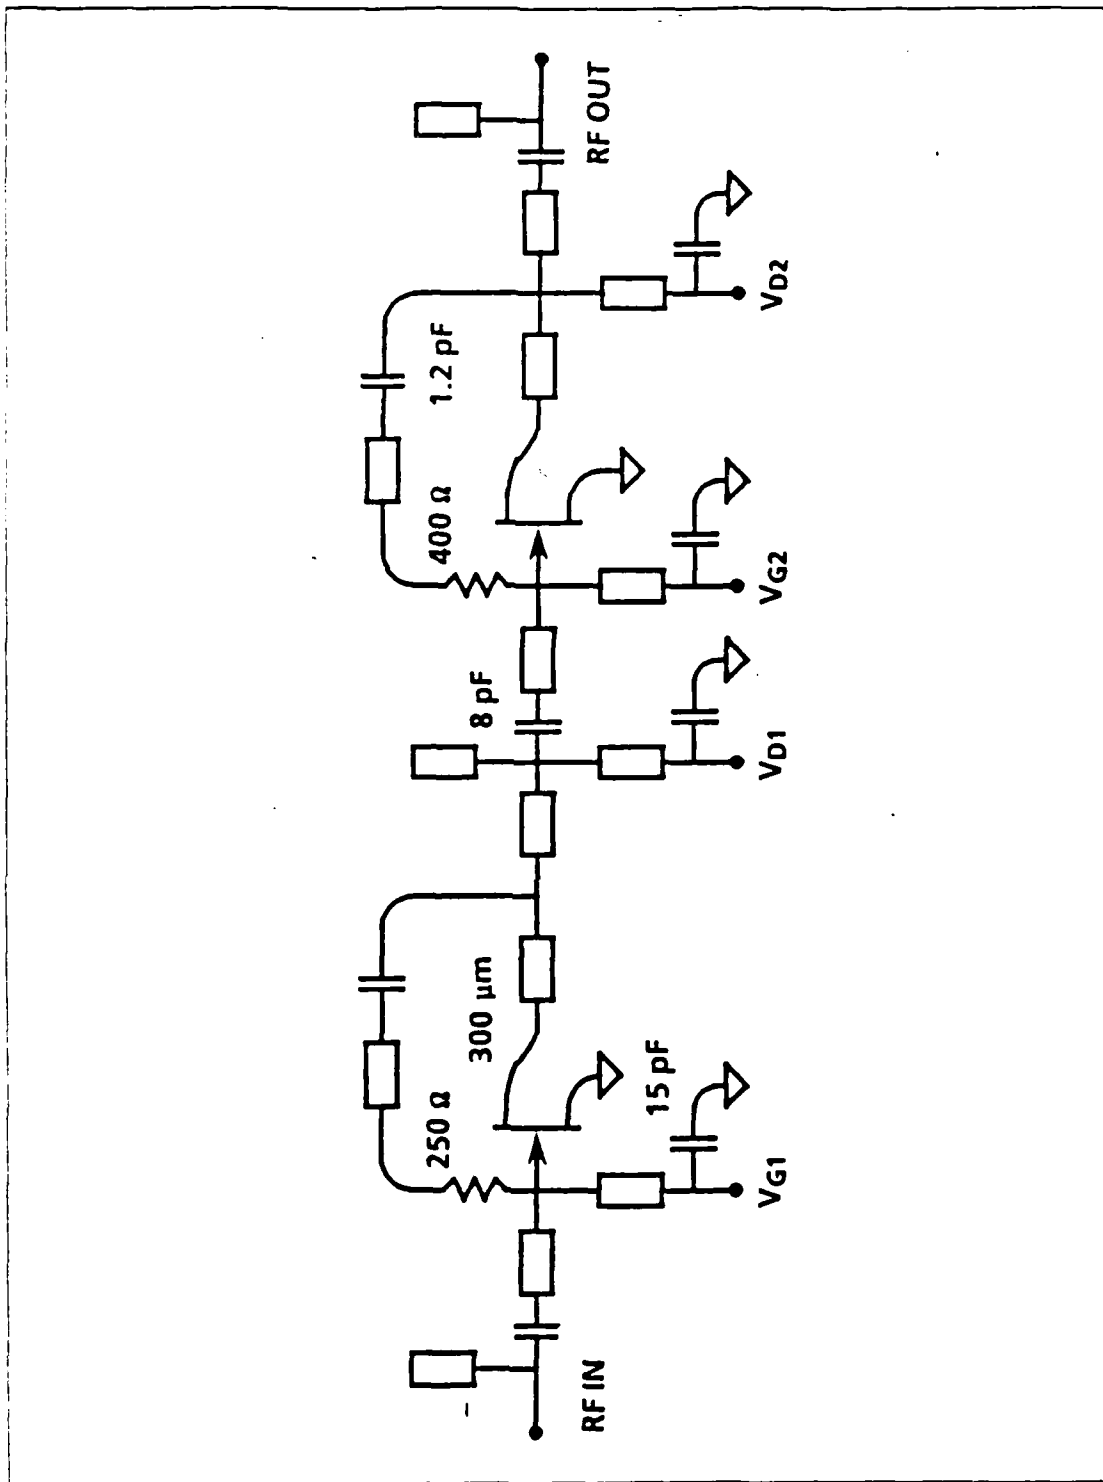 RF IN
VG1
250 Ω
15 pF
300 μm
VD1
8 pF
VG2
400 Ω
1.2 pF
VD2
RF OUT